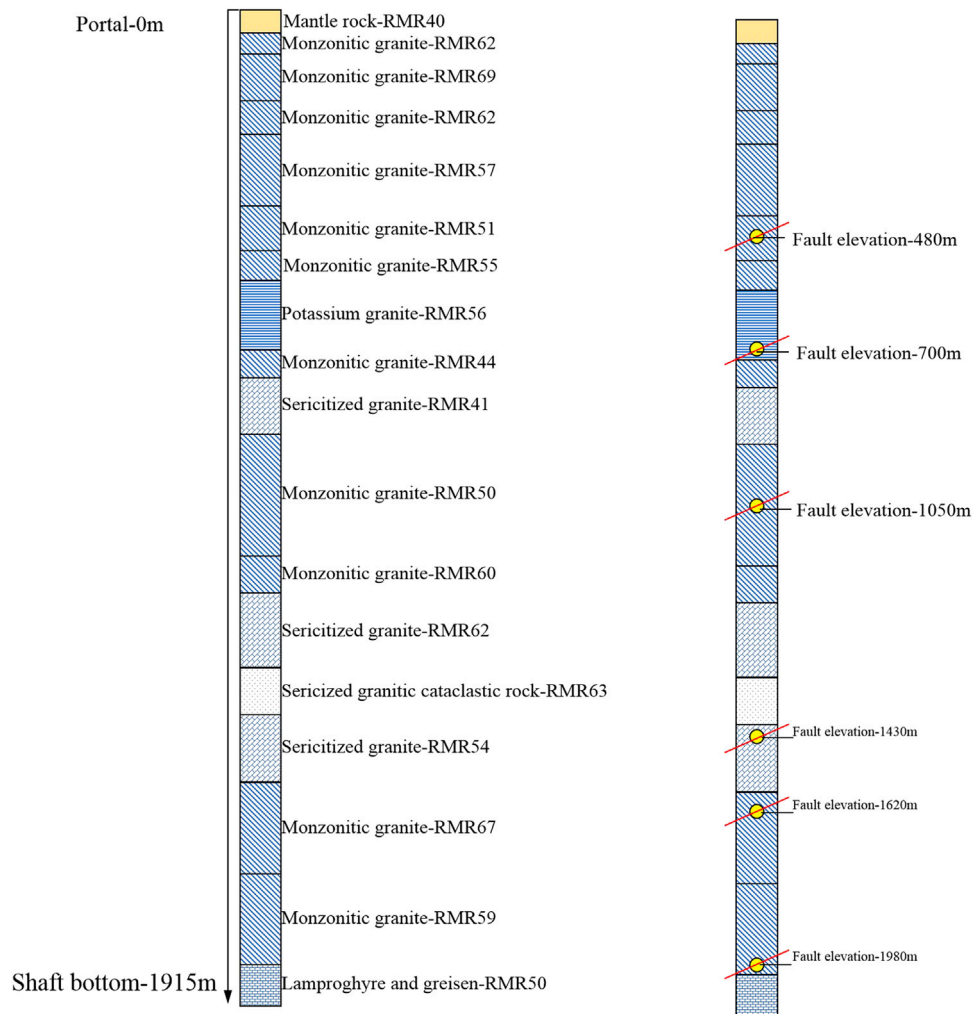 Portal-0m
Mantle rock-RMR40
Monzonitic granite-RMR62
Monzonitic granite-RMR69
Monzonitic granite-RMR62
Monzonitic granite-RMR57
Monzonitic granite-RMR51
Monzonitic granite-RMR55
Potassium granite-RMR56
Monzonitic granite-RMR44
Sericitized granite-RMR41
Monzonitic granite-RMR50
Monzonitic granite-RMR60
Sericitized granite-RMR62
Sericized granitic cataclastic rock-RMR63
Sericitized granite-RMR54
Monzonitic granite-RMR67
Monzonitic granite-RMR59
Shaft bottom-1915m
Lamproghyre and greisen-RMR50
Fault elevation-480m
Fault elevation-700m
Fault elevation-1050m
Fault elevation-1430m
Fault elevation-1620m
Fault elevation-1980m